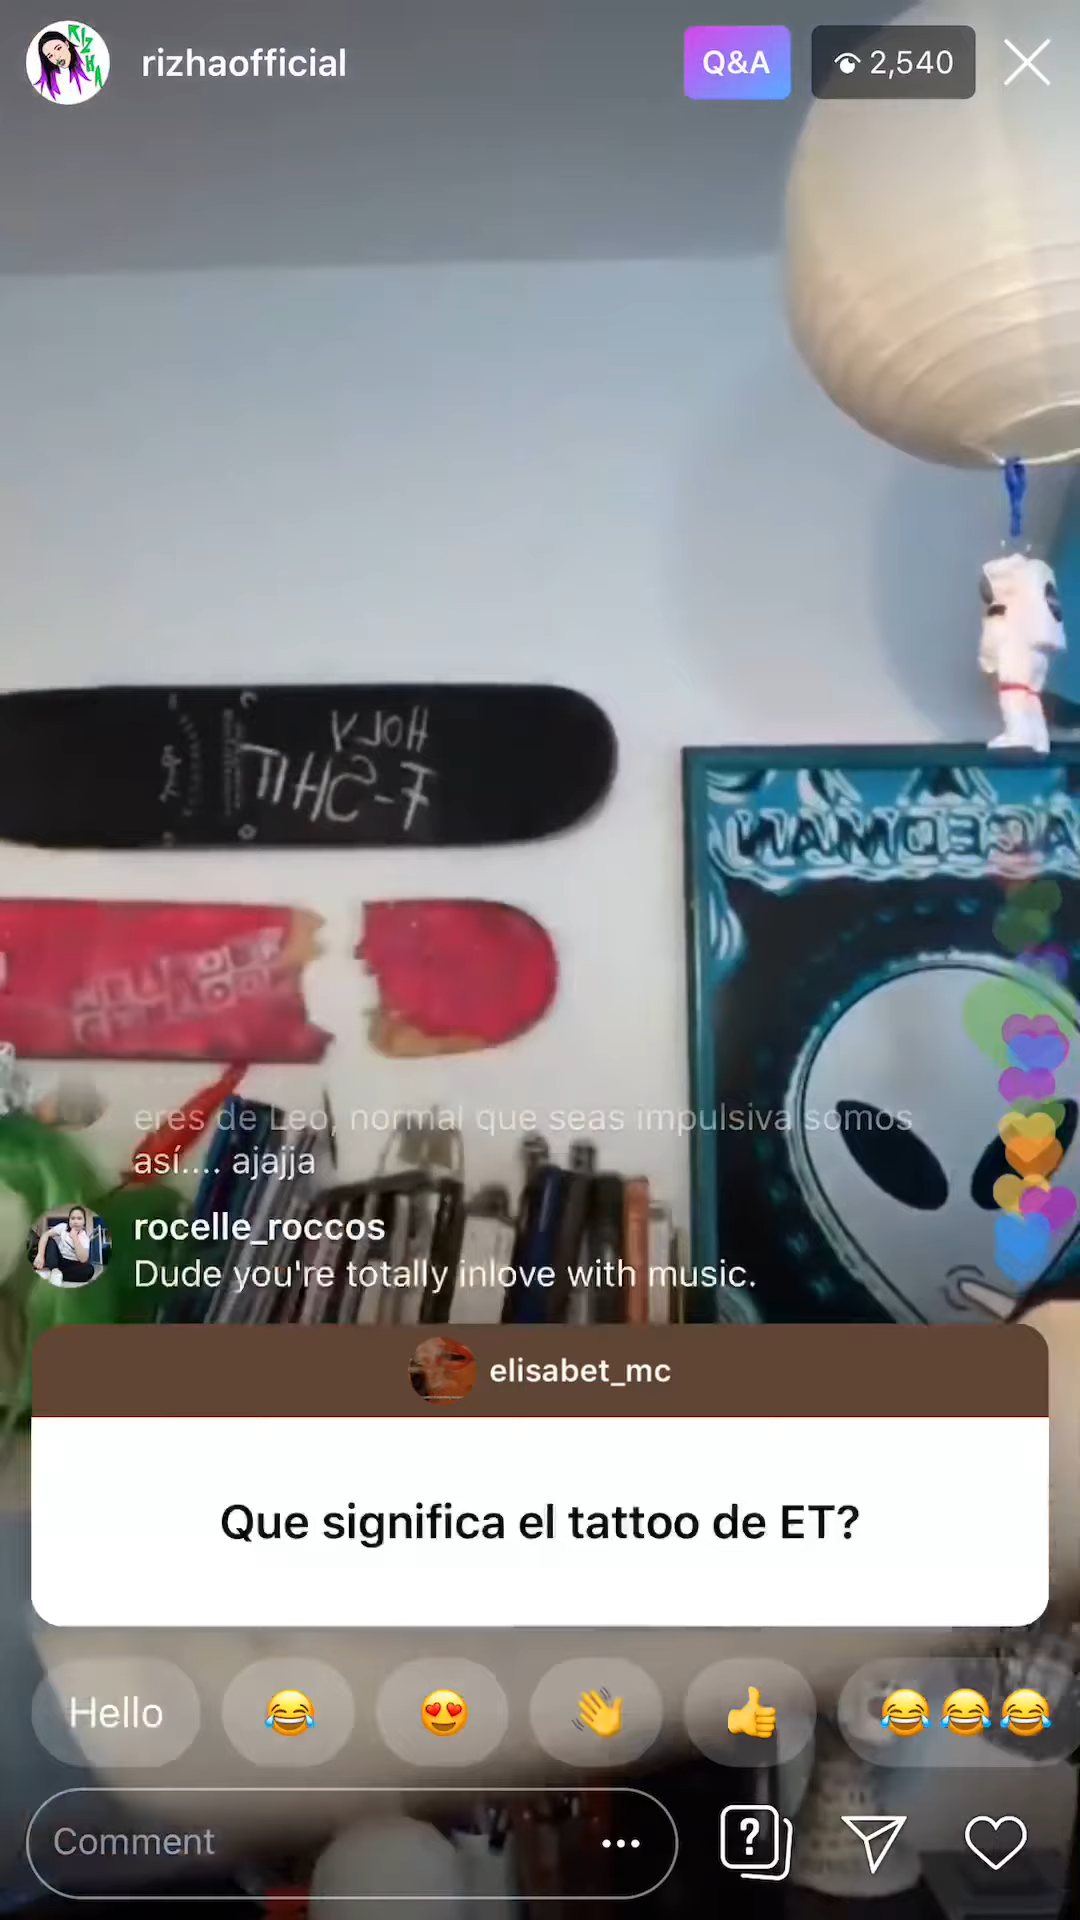 RIZHA
rizhaofficial
Q&A
2,540
HOLY
F-SHIT
eres de Leo, normal que seas impulsiva somos
así.... ajajja
rocelle_roccos
Dude you're totally inlove with music.
elisabet_mc
Que significa el tattoo de ET?
Hello
Comment
?